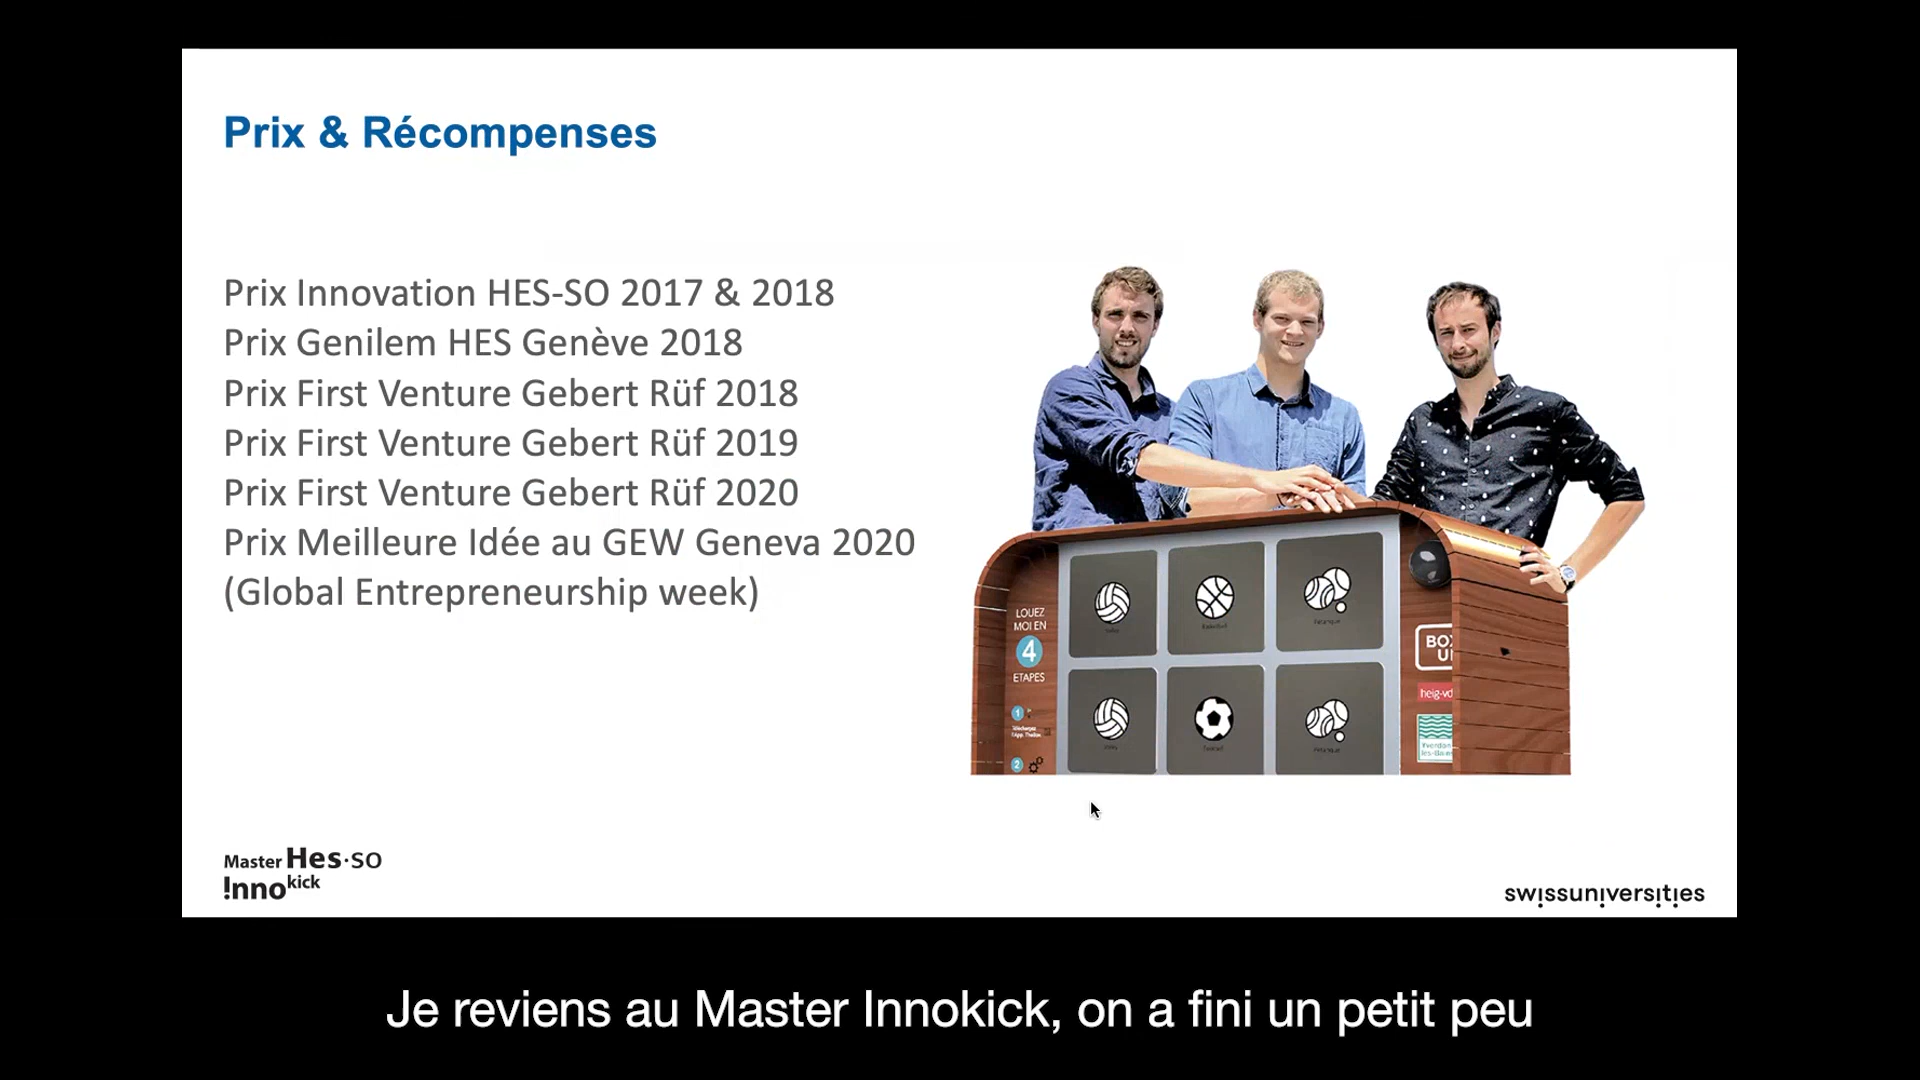 Prix & Récompenses
Prix Innovation HES-SO 2017 & 2018
Prix Genilem HES Genève 2018
Prix First Venture Gebert Rüf 2018
Prix First Venture Gebert Rüf 2019
Prix First Venture Gebert Rüf 2020
Prix Meilleure Idée au GEW Geneva 2020
(Global Entrepreneurship week)
LOUEZ
MOI EN
4
ETAPES
1
2
BOX
heig-vd
Master Hes·so
!nnokick
swissuniversities
Je reviens au Master Innokick, on a fini un petit peu